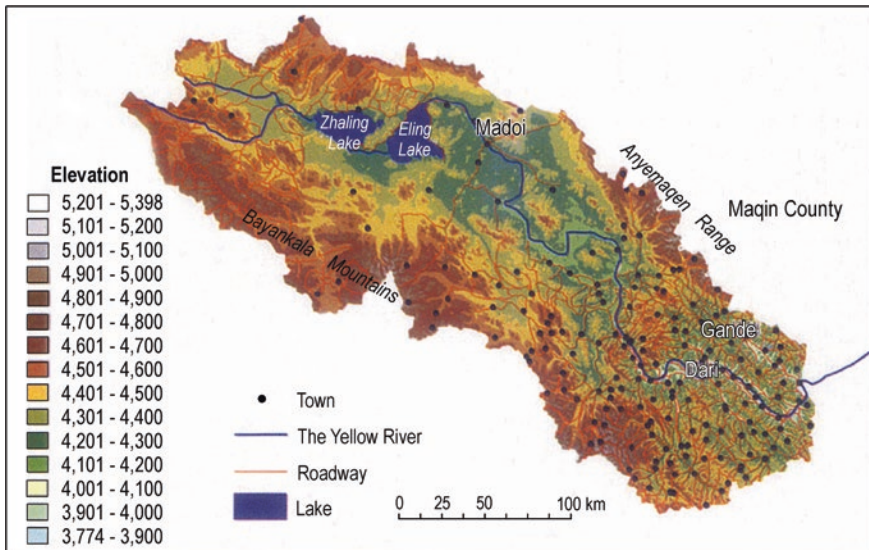 Zhaling
Lake
Eling
Lake
Madoi
Anyemaqen Range
Maqin County
Bayankala Mountains
Gande
Dari
Elevation
5,201 - 5,398
5,101 - 5,200
5,001 - 5,100
4,901 - 5,000
4,801 - 4,900
4,701 - 4,800
4,601 - 4,700
4,501 - 4,600
4,401 - 4,500
4,301 - 4,400
4,201 - 4,300
4,101 - 4,200
4,001 - 4,100
3,901 - 4,000
3,774 - 3,900
Town
The Yellow River
Roadway
Lake
0 25 50 100 km